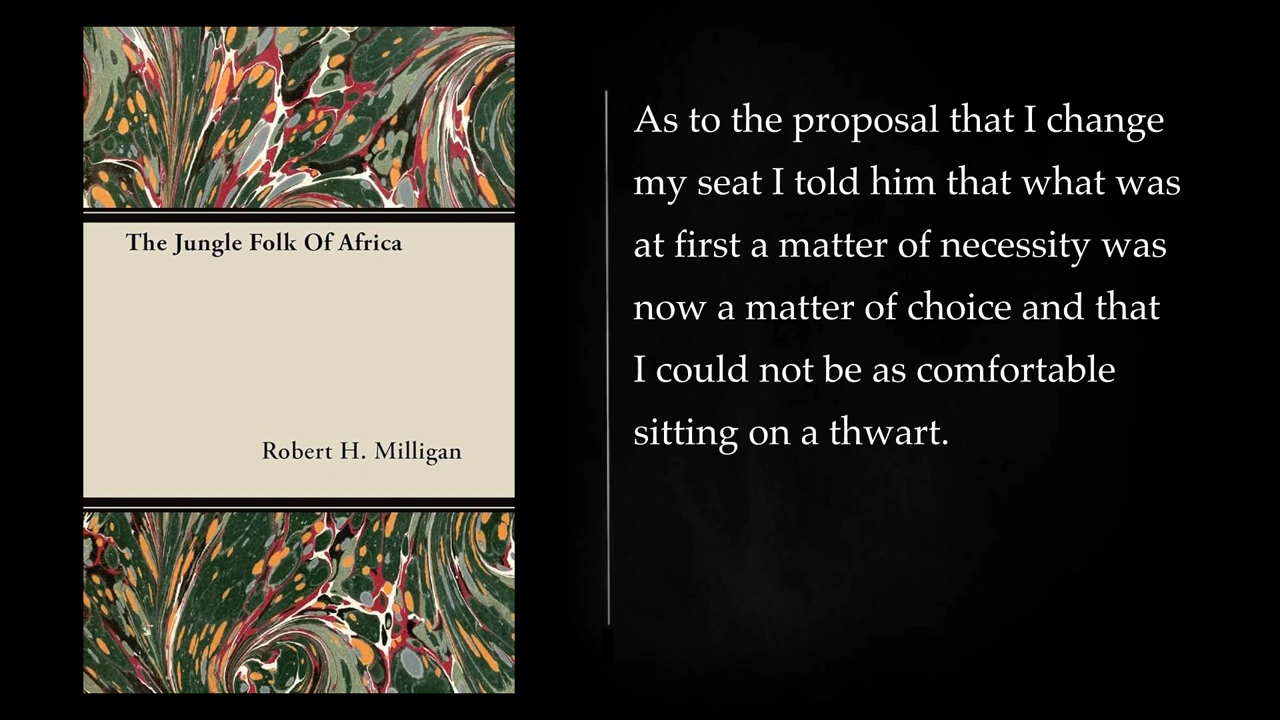 The Jungle Folk Of Africa
Robert H. Milligan
As to the proposal that I change
my seat I told him that what was
at first a matter of necessity was
now a matter of choice and that
I could not be as comfortable
sitting on a thwart.